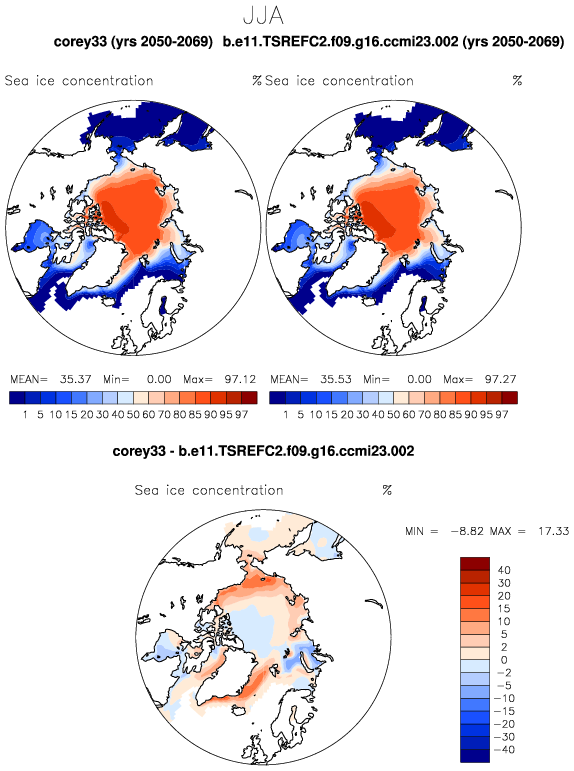 JJA
corey33 (yrs 2050-2069) b.e11.TSREFC2.f09.g16.ccmi23.002 (yrs 2050-2069)
Sea ice concentration % Sea ice concentration %
MEAN= 35.37 Min= 0.00 Max= 97.12 MEAN= 35.53 Min= 0.00 Max= 97.27
1 5 10 15 20 30 40 50 60 70 80 85 90 95 97 1 5 10 15 20 30 40 50 60 70 80 85 90 95 97
corey33 - b.e11.TSREFC2.f09.g16.ccmi23.002
Sea ice concentration %
MIN = -8.82 MAX = 17.33
40
30
20
15
10
5
2
0
-2
-5
-10
-15
-20
-30
-40